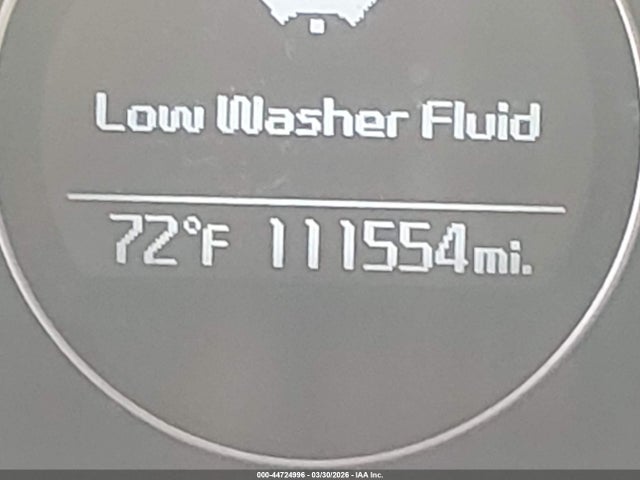 Low Washer Fluid
72°F 111554mi.
000-44724996 - 03/30/2026 - IAA Inc.